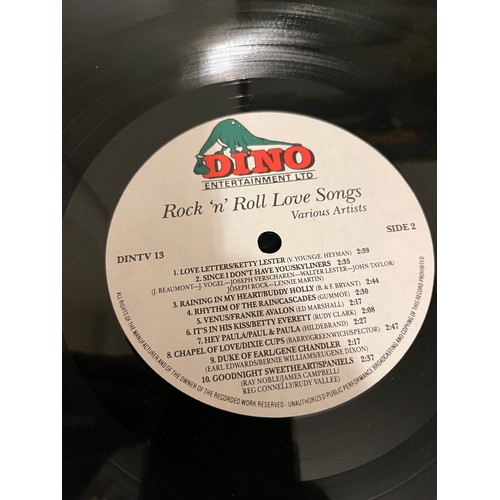 DINO
ENTERTAINMENT LTD
Rock 'n' Roll Love Songs
Various Artists
DINTV 13
SIDE 2
1. LOVE LETTERS/KETTY LESTER (V. YOUNG/E. HEYMAN) 2:39
2. SINCE I DON'T HAVE YOU/SKYLINERS 2:35
(J. BEAUMONT–J. VOGEL–JOSEPH VERSCHAREN–WALTER LESTER–JOHN TAYLOR/
JOSEPH ROCK–LENNIE MARTIN)
3. RAINING IN MY HEART/BUDDY HOLLY (B. & F. BRYANT) 2:44
4. RHYTHM OF THE RAIN/CASCADES (GUMMOE) 2:30
5. VENUS/FRANKIE AVALON (ED MARSHALL) 2:17
6. IT'S IN HIS KISS/BETTY EVERETT (RUDY CLARK) 2:08
7. HEY PAULA/PAUL & PAULA (HILDEBRAND) 2:27
8. CHAPEL OF LOVE/DIXIE CUPS (BARRY/GREENWICH/SPECTOR) 2:47
9. DUKE OF EARL/GENE CHANDLER 2:17
(EARL EDWARDS/BERNIE WILLIAMS/EUGENE DIXON)
10. GOODNIGHT SWEETHEART/SPANIELS 2:37
(RAY NOBLE/JAMES CAMPBELL/
REG CONNELLY/RUDY VALLEE)
ALL RIGHTS OF THE MANUFACTURER AND OF THE OWNER OF THE RECORDED WORK RESERVED - UNAUTHORIZED PUBLIC PERFORMANCE BROADCASTING AND COPYING OF THIS RECORD PROHIBITED